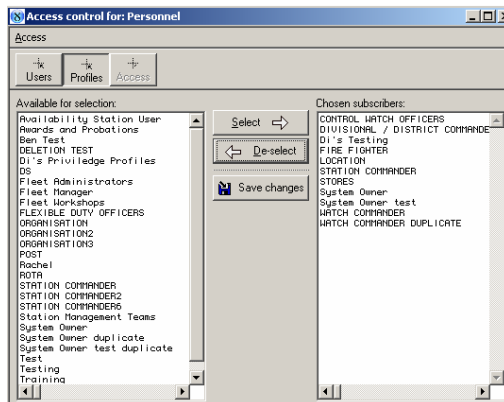 Access control for: Personnel
Access
Users Profiles Access
Available for selection:
Availability Station User
Awards and Probations
Ben Test
DELETION TEST
Di's Priviledge Profiles
DS
Fleet Administrators
Fleet Manager
Fleet Workshops
FLEXIBLE DUTY OFFICERS
ORGANISATION
ORGANISATION2
ORGANISATION3
POST
Rachel
ROTA
STATION COMMANDER
STATION COMMANDER2
STATION COMMANDER6
Station Management Teams
System Owner
System Owner duplicate
System Owner test duplicate
Test
Testing
Training
Select
De-select
Save changes
Chosen subscribers:
CONTROL WATCH OFFICERS
DIVISIONAL / DISTRICT COMMANDE
Di's Testing
FIRE FIGHTER
LOCATION
STATION COMMANDER
STORES
System Owner
System Owner test
WATCH COMMANDER
WATCH COMMANDER DUPLICATE